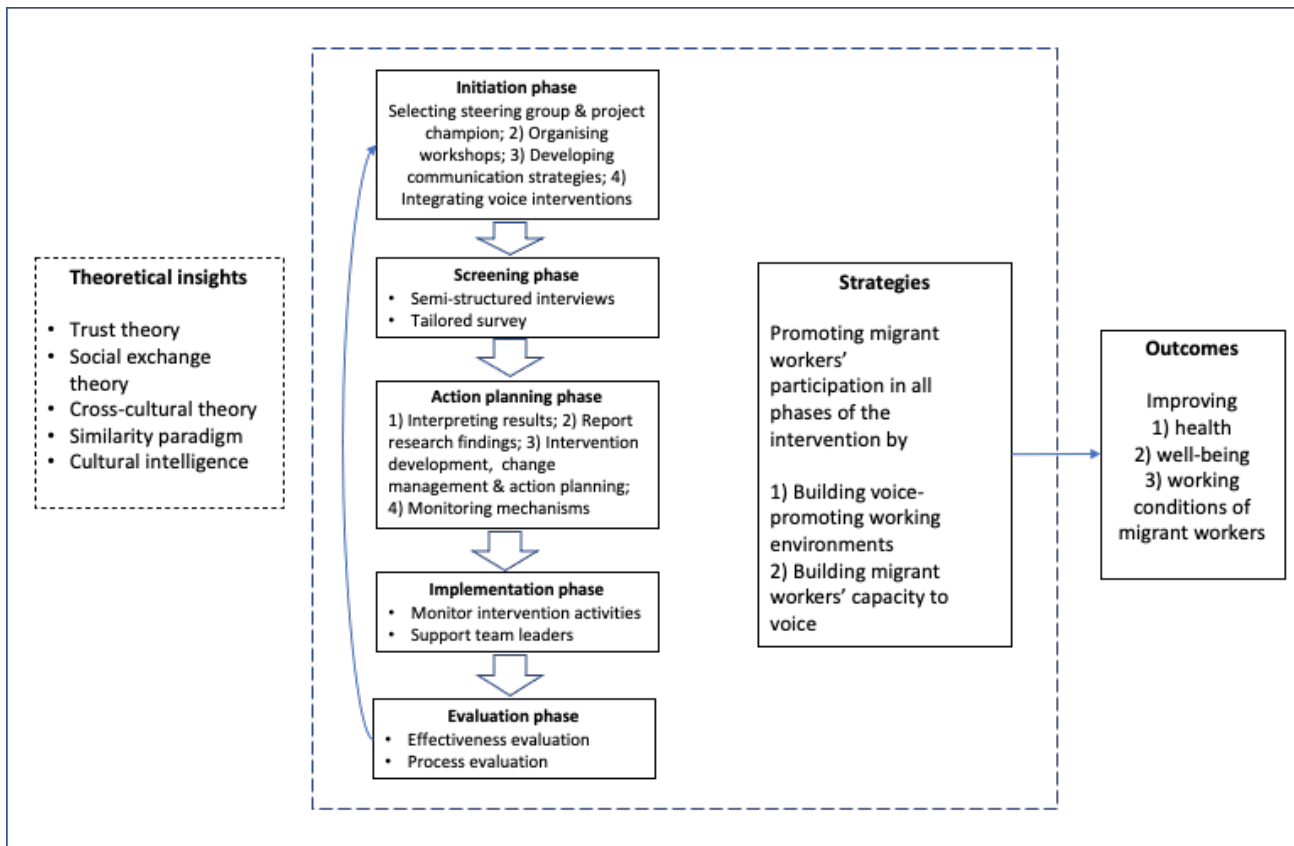 Theoretical insights
• Trust theory
• Social exchange
theory
• Cross-cultural theory
• Similarity paradigm
• Cultural intelligence
Initiation phase
Selecting steering group & project
champion; 2) Organising
workshops; 3) Developing
communication strategies; 4)
Integrating voice interventions
Screening phase
• Semi-structured interviews
• Tailored survey
Action planning phase
1) Interpreting results; 2) Report
research findings; 3) Intervention
development, change
management & action planning;
4) Monitoring mechanisms
Implementation phase
• Monitor intervention activities
• Support team leaders
Evaluation phase
• Effectiveness evaluation
• Process evaluation
Strategies
Promoting migrant
workers’
participation in all
phases of the
intervention by
1) Building voice-
promoting working
environments
2) Building migrant
workers’ capacity to
voice
Outcomes
Improving
1) health
2) well-being
3) working
conditions of
migrant workers